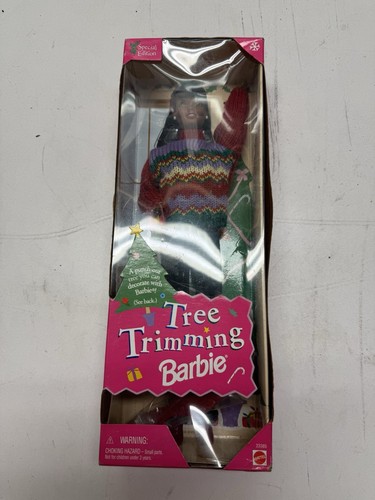 Special
Edition
A punch-out
tree you can
decorate with
Barbie®!
(See back.)
Tree
Trimming
Barbie®
WARNING:
CHOKING HAZARD - Small parts.
Not for children under 3 years.
MATTEL